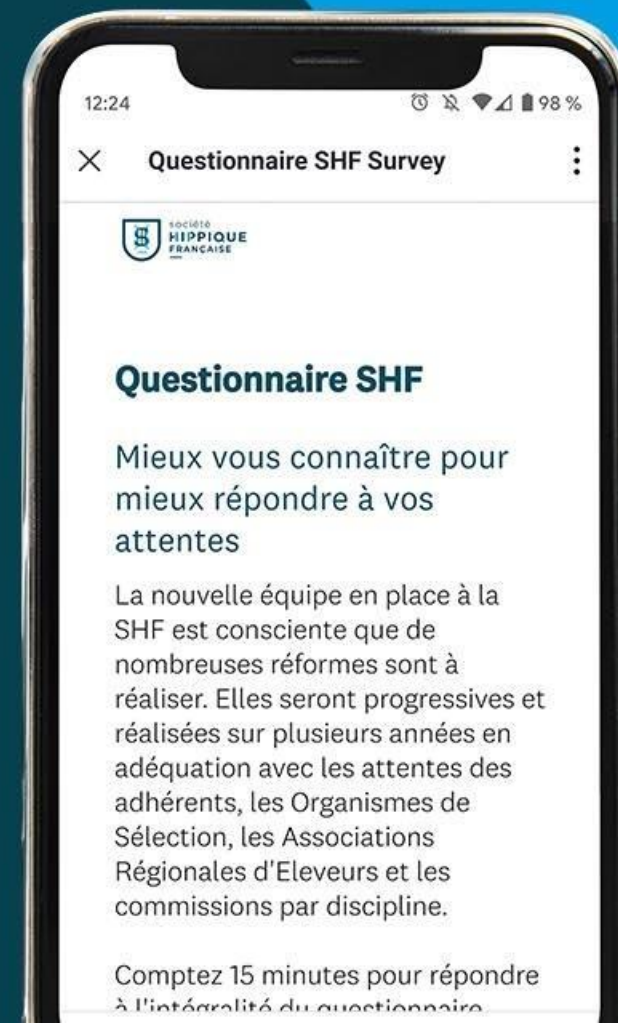 12:24
98 %
Questionnaire SHF Survey
société
HIPPIQUE
FRANÇAISE
Questionnaire SHF
Mieux vous connaître pour
mieux répondre à vos
attentes
La nouvelle équipe en place à la
SHF est consciente que de
nombreuses réformes sont à
réaliser. Elles seront progressives et
réalisées sur plusieurs années en
adéquation avec les attentes des
adhérents, les Organismes de
Sélection, les Associations
Régionales d'Eleveurs et les
commissions par discipline.
Comptez 15 minutes pour répondre
à l'intégralité du questionnaire